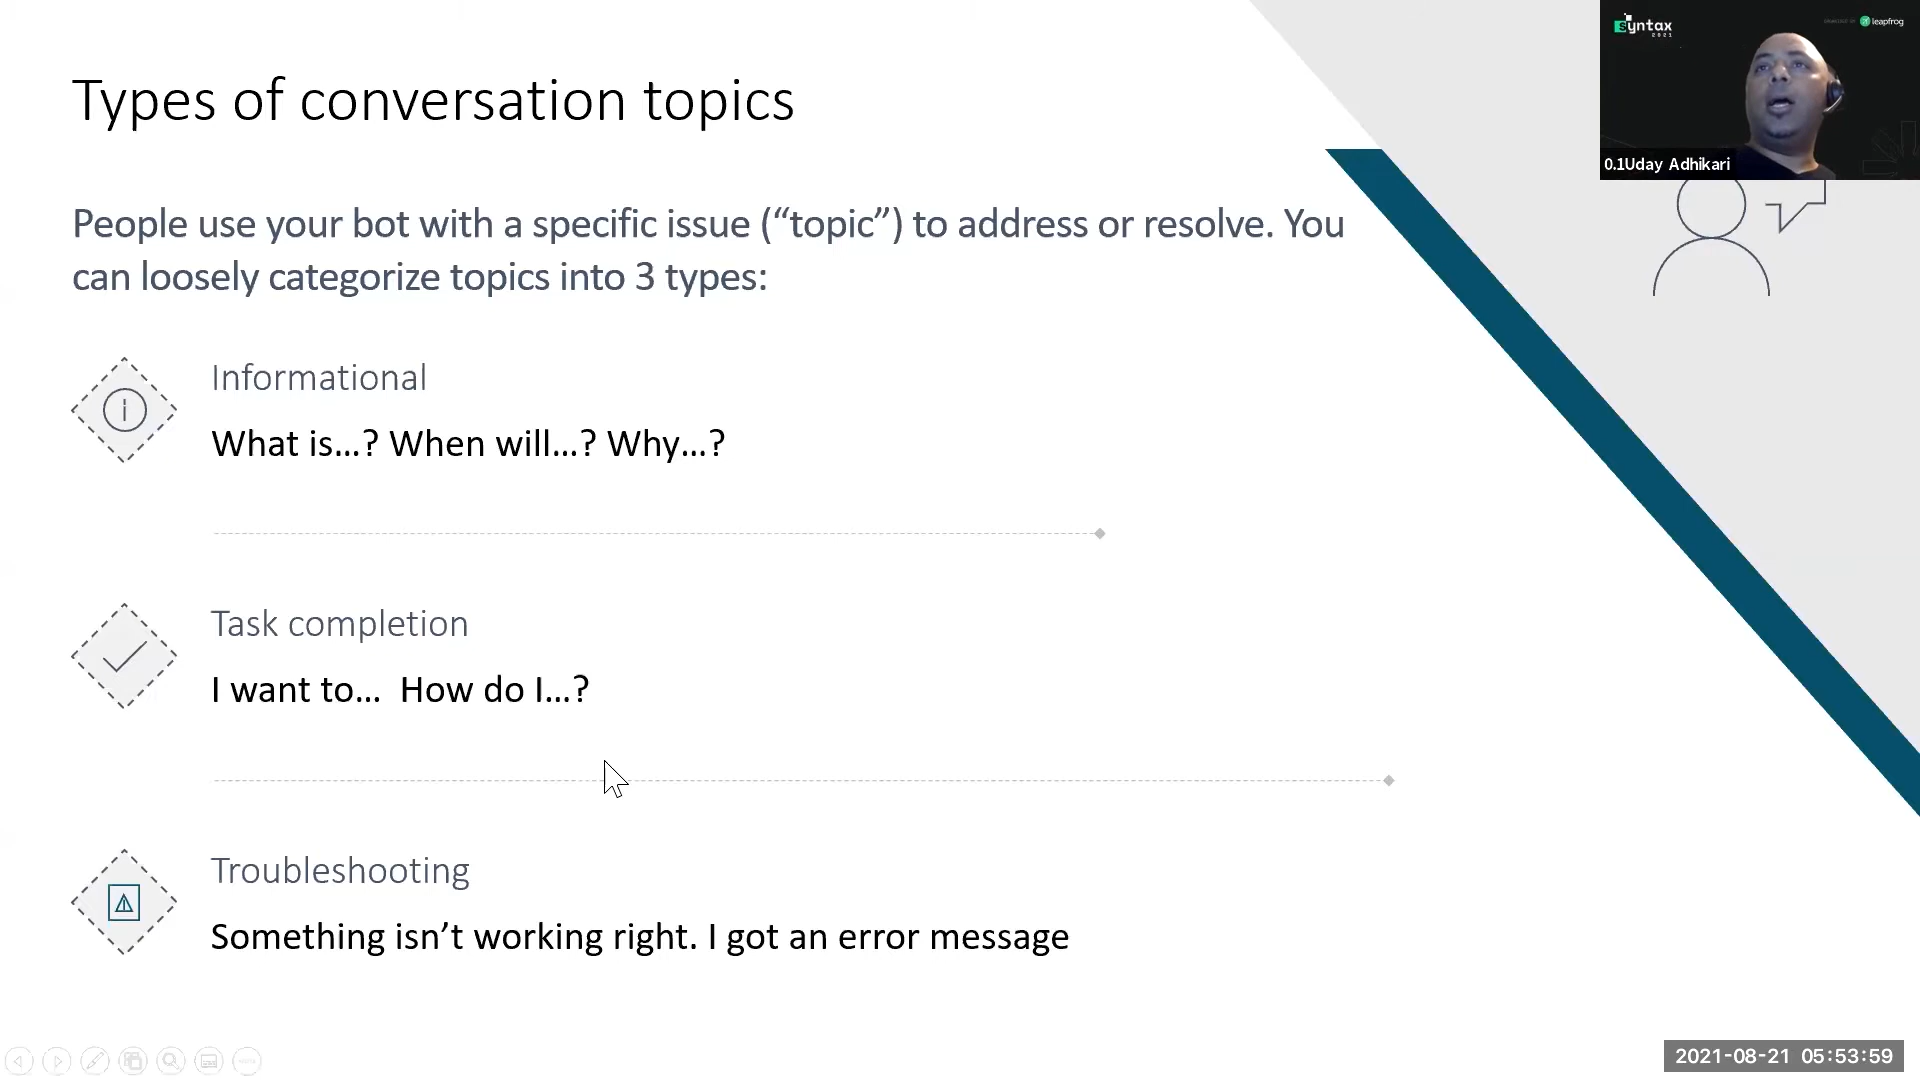 Types of conversation topics
syntax
2021
leapfrog
0.1Uday Adhikari
People use your bot with a specific issue (“topic”) to address or resolve. You
can loosely categorize topics into 3 types:
Informational
What is...? When will...? Why...?
Task completion
I want to...  How do I...?
Troubleshooting
Something isn’t working right. I got an error message
2021-08-21 05:53:59